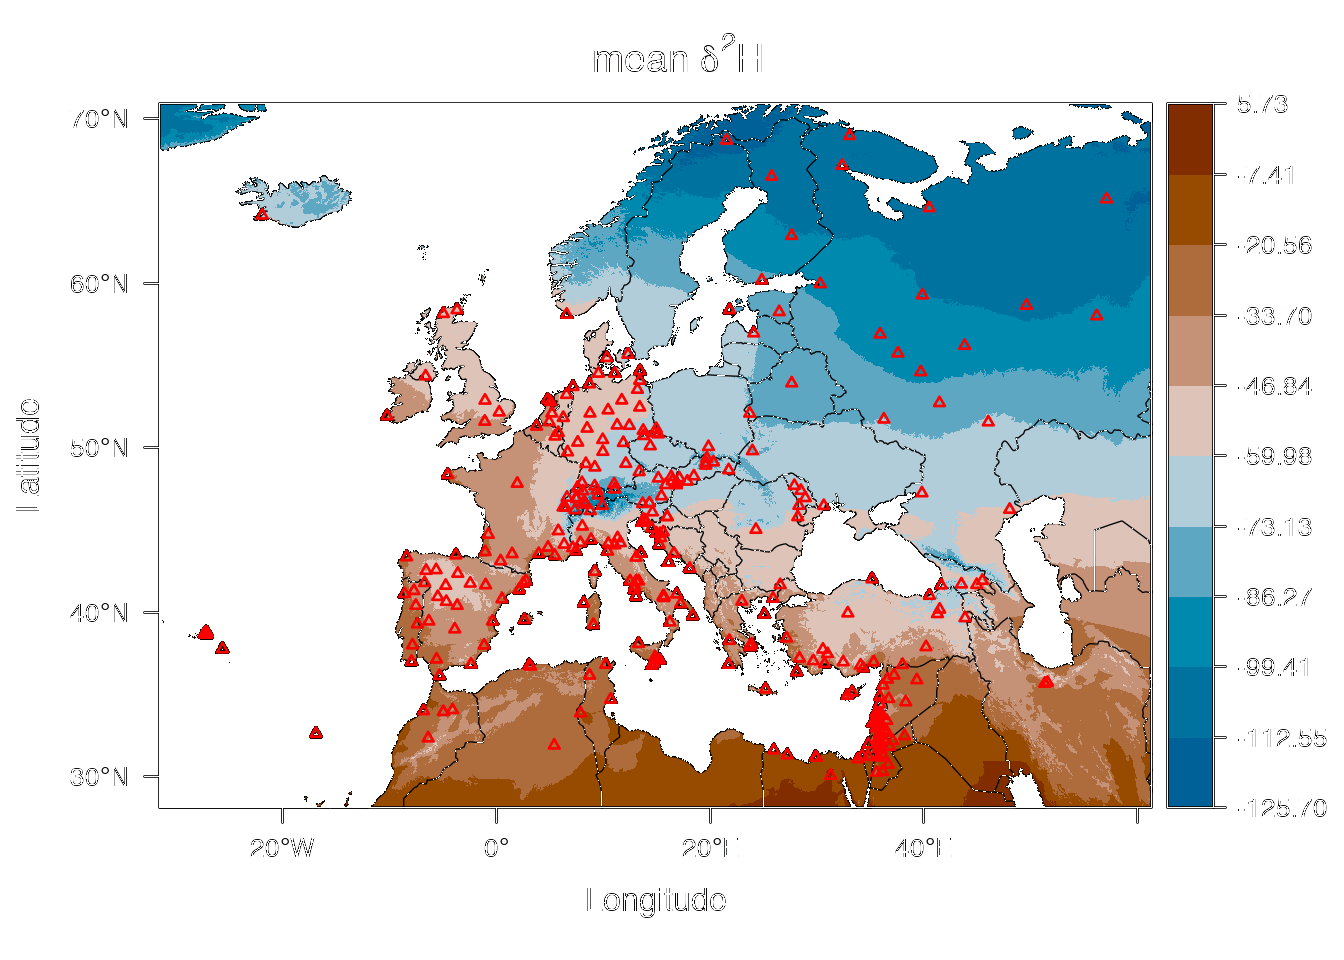 mean δ²H
70°N
60°N
50°N
40°N
30°N
Latitude
20°W
0°
20°E
40°E
Longitude
5.73
-7.41
-20.56
-33.70
-46.84
-59.98
-73.13
-86.27
-99.41
-112.55
-125.70